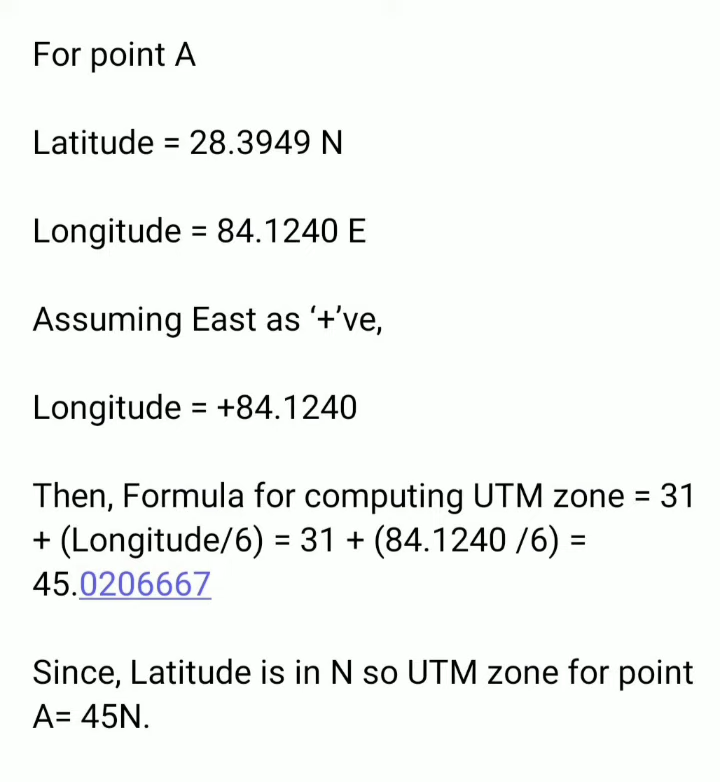 For point A
Latitude = 28.3949 N
Longitude = 84.1240 E
Assuming East as ‘+’ve,
Longitude = +84.1240
Then, Formula for computing UTM zone = 31
+ (Longitude/6) = 31 + (84.1240 /6) =
45.0206667
Since, Latitude is in N so UTM zone for point
A= 45N.